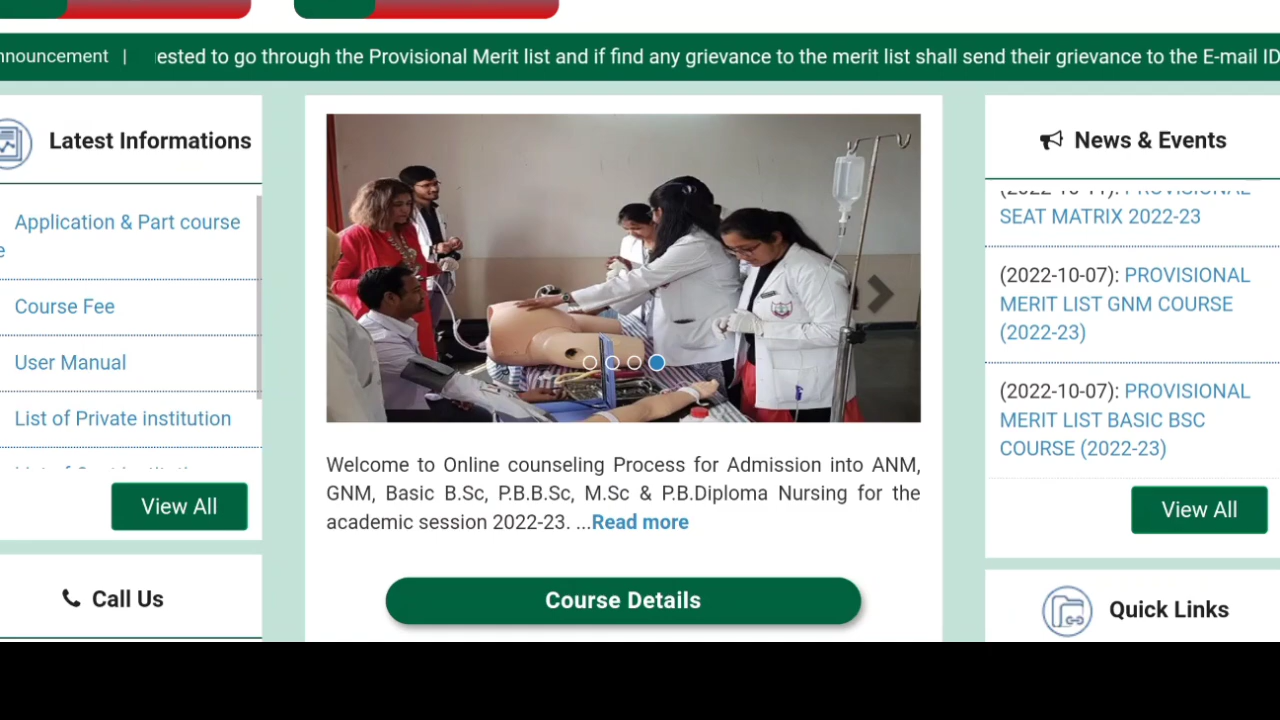 nnouncement |
ested to go through the Provisional Merit list and if find any grievance to the merit list shall send their grievance to the E-mail ID
Latest Informations
Application & Part course
e
Course Fee
User Manual
List of Private institution
View All
Call Us
Welcome to Online counseling Process for Admission into ANM,
GNM, Basic B.Sc, P.B.B.Sc, M.Sc & P.B.Diploma Nursing for the
academic session 2022-23. ...Read more
Course Details
News & Events
(2022-10-11): PROVISIONAL
SEAT MATRIX 2022-23
(2022-10-07): PROVISIONAL
MERIT LIST GNM COURSE
(2022-23)
(2022-10-07): PROVISIONAL
MERIT LIST BASIC BSC
COURSE (2022-23)
View All
Quick Links